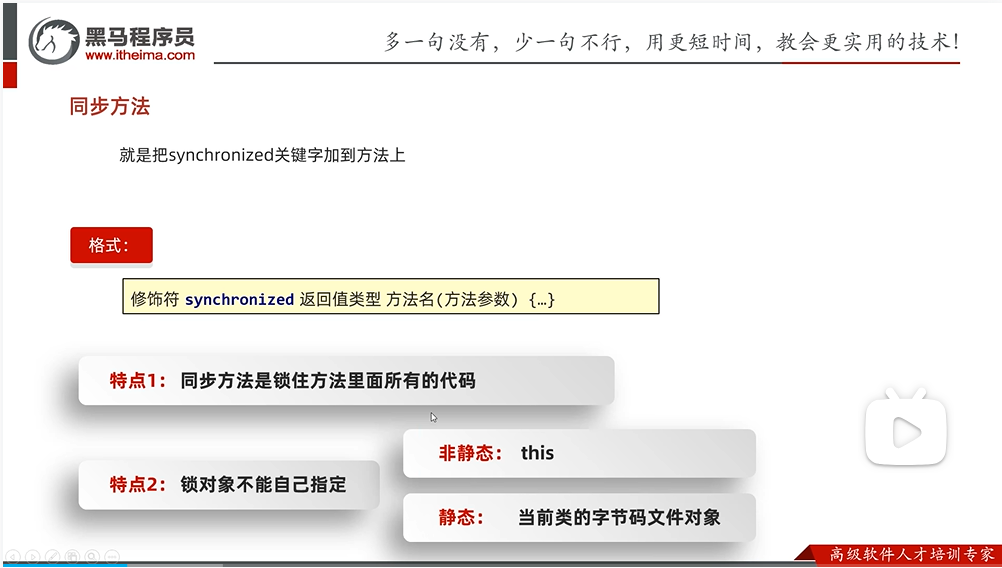 黑马程序员
www.itheima.com
多一句没有，少一句不行，用更短时间，教会更实用的技术！
同步方法
就是把synchronized关键字加到方法上
格式：
修饰符 synchronized 返回值类型 方法名(方法参数) {…}
特点1： 同步方法是锁住方法里面所有的代码
特点2： 锁对象不能自己指定
非静态： this
静态： 当前类的字节码文件对象
高级软件人才培训专家